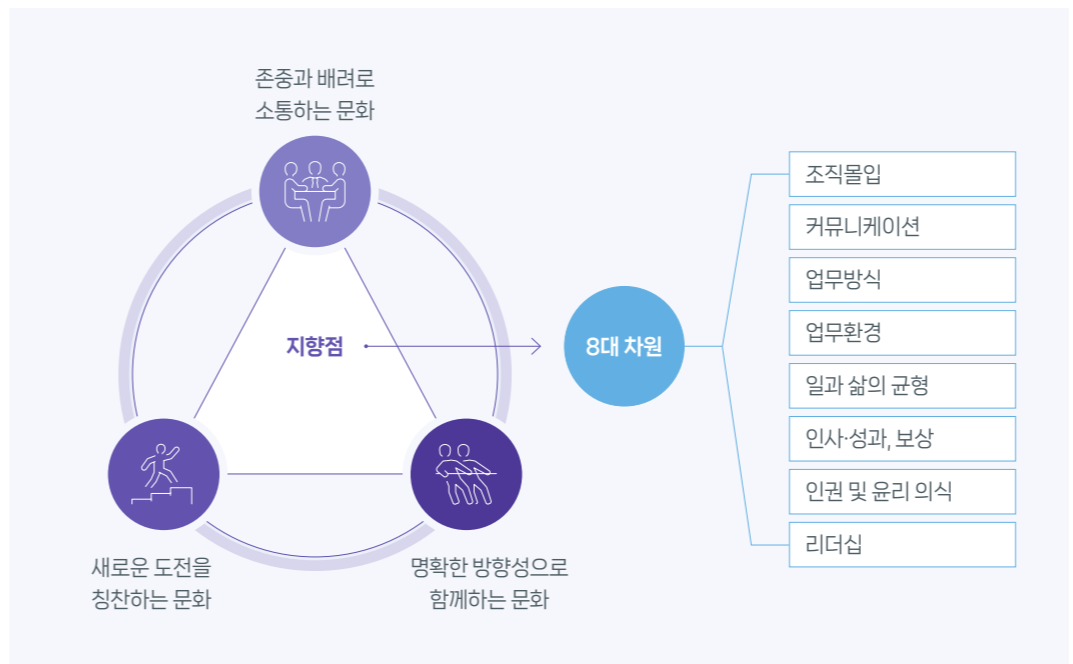 존중과 배려로
소통하는 문화
지향점
새로운 도전을
칭찬하는 문화
명확한 방향성으로
함께하는 문화
8대 차원
조직몰입
커뮤니케이션
업무방식
업무환경
일과 삶의 균형
인사·성과, 보상
인권 및 윤리 의식
리더십